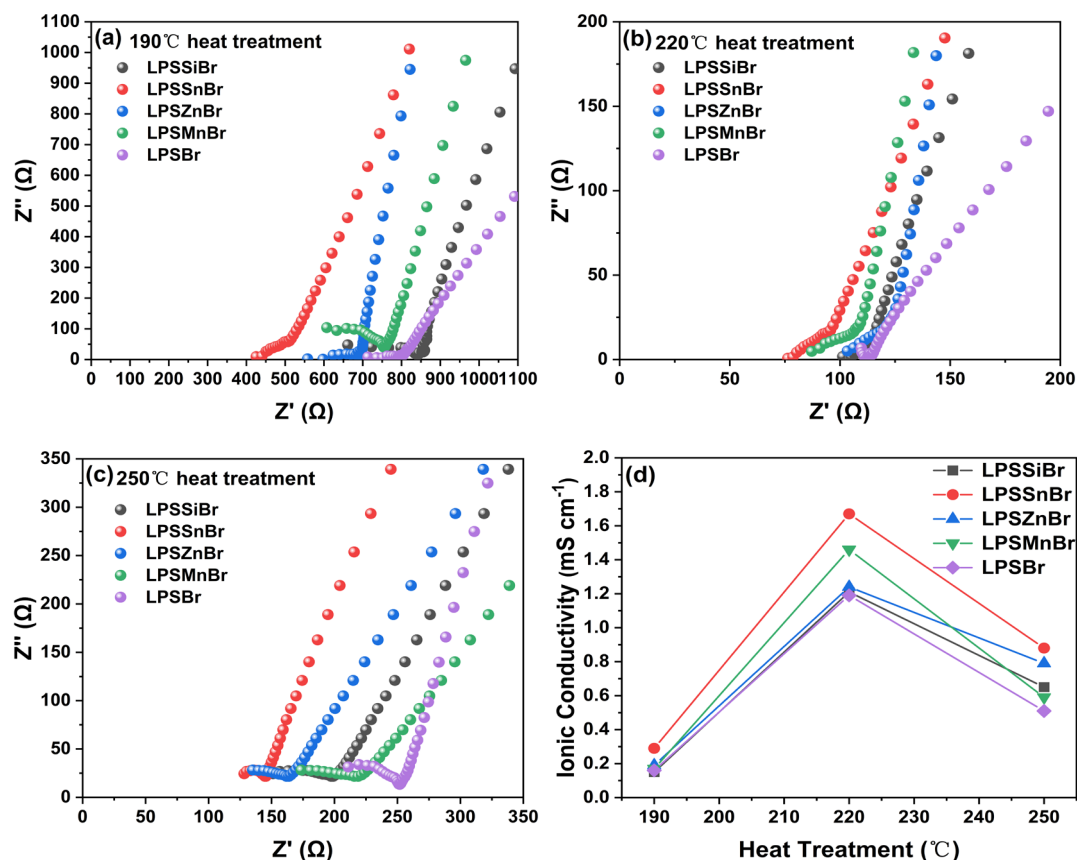 (a) 190℃ heat treatment
LPSSiBr
LPSSnBr
LPSZnBr
LPSMnBr
LPSBr
1100
1000
900
800
700
600
500
400
300
200
100
0
Z'' (Ω)
0 100 200 300 400 500 600 700 800 900 1000 1100
Z' (Ω)
(b) 220℃ heat treatment
LPSSiBr
LPSSnBr
LPSZnBr
LPSMnBr
LPSBr
200
150
100
50
0
Z'' (Ω)
0 50 100 150 200
Z' (Ω)
(c) 250℃ heat treatment
LPSSiBr
LPSSnBr
LPSZnBr
LPSMnBr
LPSBr
350
300
250
200
150
100
50
0
Z'' (Ω)
0 50 100 150 200 250 300 350
Z' (Ω)
(d)
LPSSiBr
LPSSnBr
LPSZnBr
LPSMnBr
LPSBr
2.0
1.8
1.6
1.4
1.2
1.0
0.8
0.6
0.4
0.2
0.0
Ionic Conductivity (mS cm⁻¹)
190 200 210 220 230 240 250
Heat Treatment (℃)